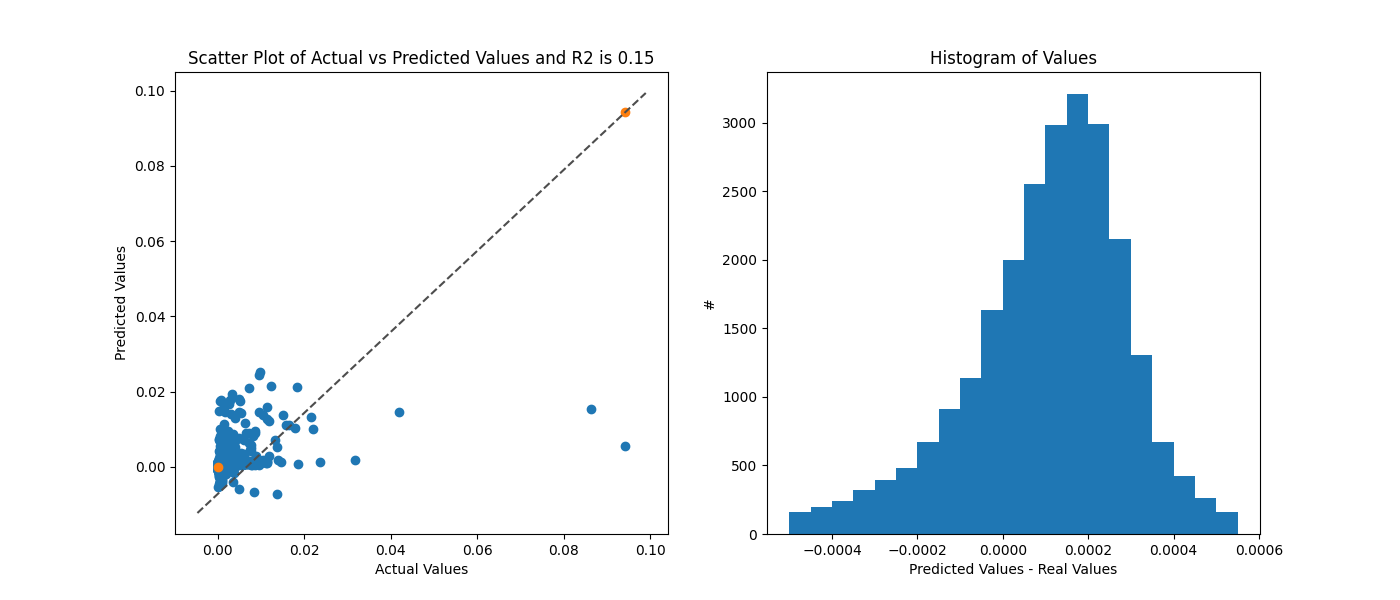 Scatter Plot of Actual vs Predicted Values and R2 is 0.15
Predicted Values
0.10
0.08
0.06
0.04
0.02
0.00
0.00 0.02 0.04 0.06 0.08 0.10
Actual Values
Histogram of Values
#
3000
2500
2000
1500
1000
500
0
−0.0004 −0.0002 0.0000 0.0002 0.0004 0.0006
Predicted Values - Real Values